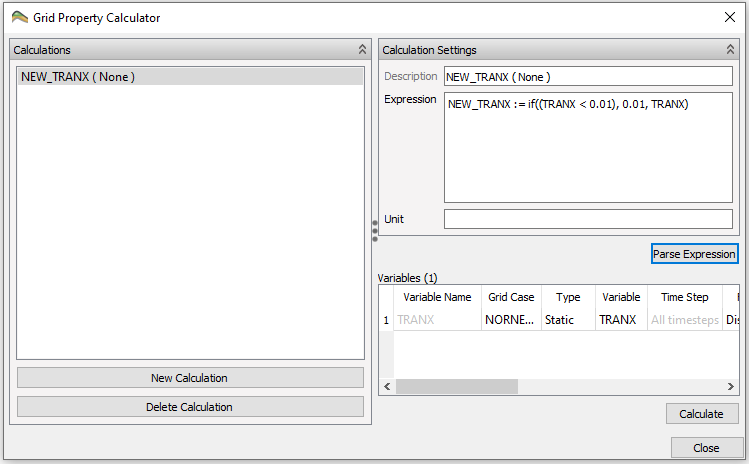 Grid Property Calculator
Calculations
NEW_TRANX ( None )
New Calculation
Delete Calculation
Calculation Settings
Description NEW_TRANX ( None )
Expression NEW_TRANX := if((TRANX < 0.01), 0.01, TRANX)
Unit
Parse Expression
Variables (1)
Variable Name Grid Case Type Variable Time Step
1 TRANX NORNE... Static TRANX All timesteps Dis
Calculate
Close